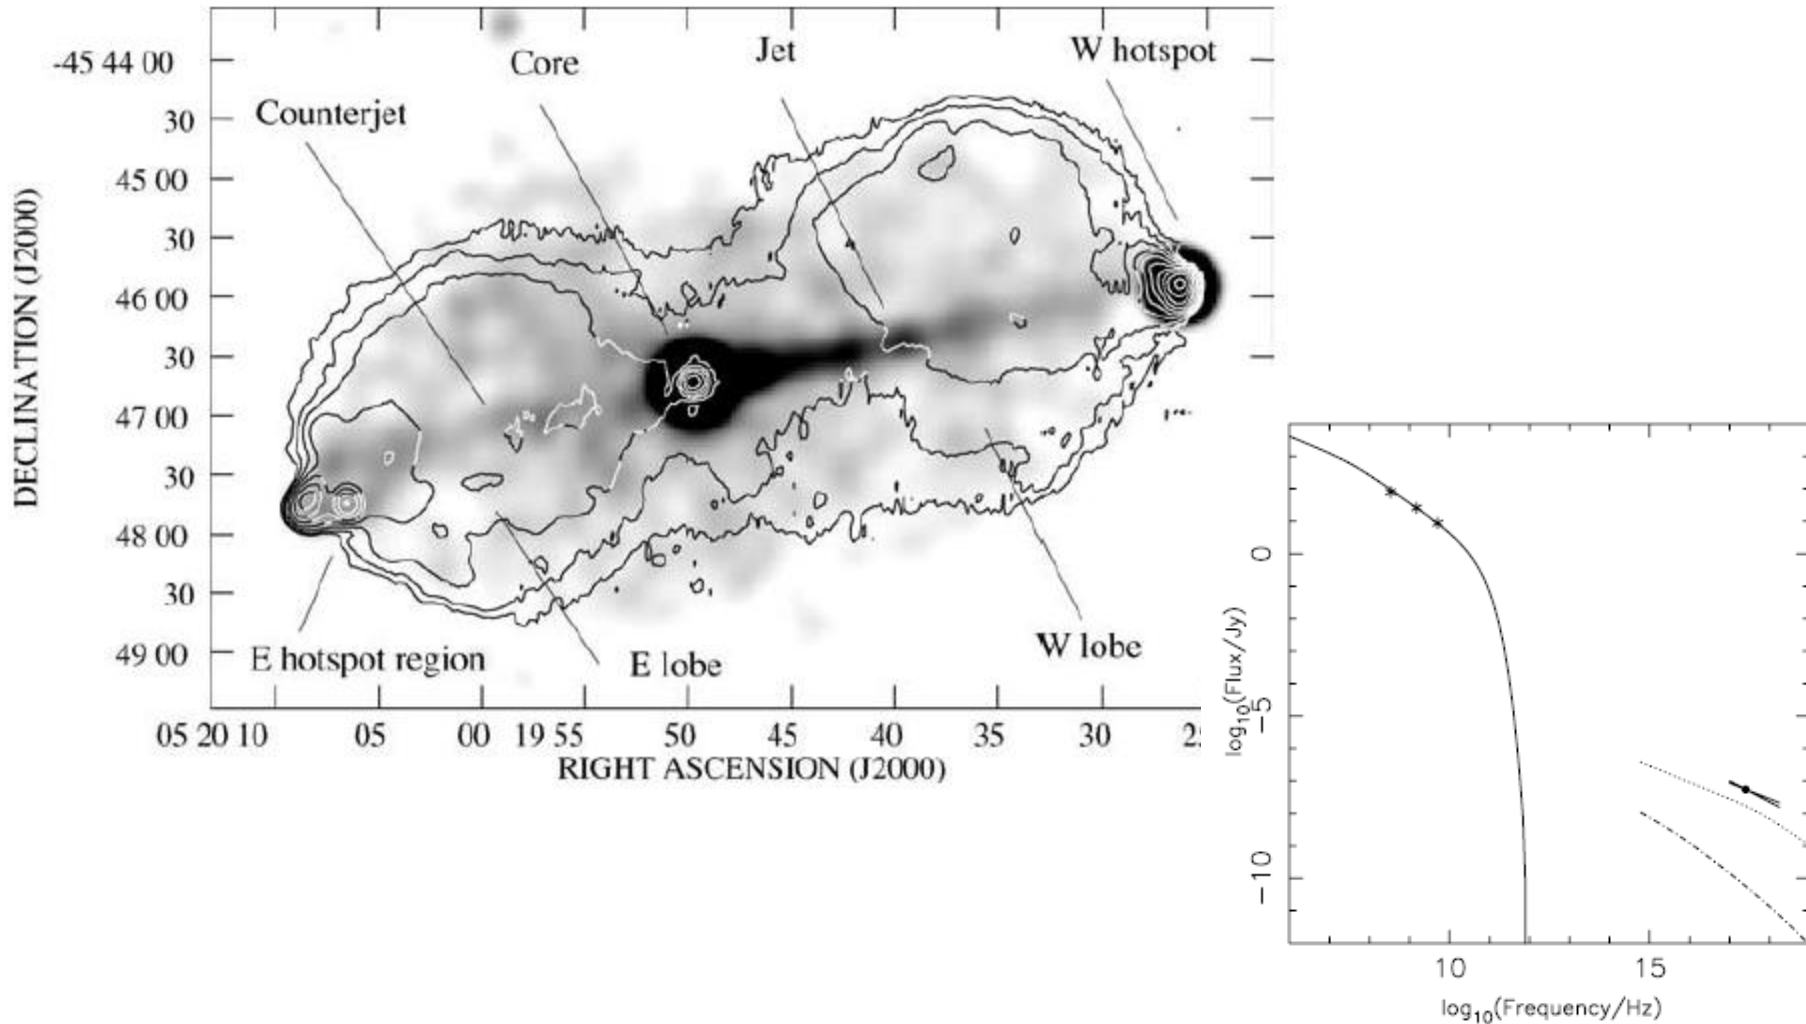 Jet
W hotspot
Core
Counterjet
-45 44 00
30
45 00
30
46 00
30
47 00
30
48 00
30
49 00
DECLINATION (J2000)
E hotspot region
E lobe
W lobe
05 20 10
05
00
19 55
50
45
40
35
30
RIGHT ASCENSION (J2000)
0
-5
-10
log10(Flux/Jy)
10
15
log10(Frequency/Hz)